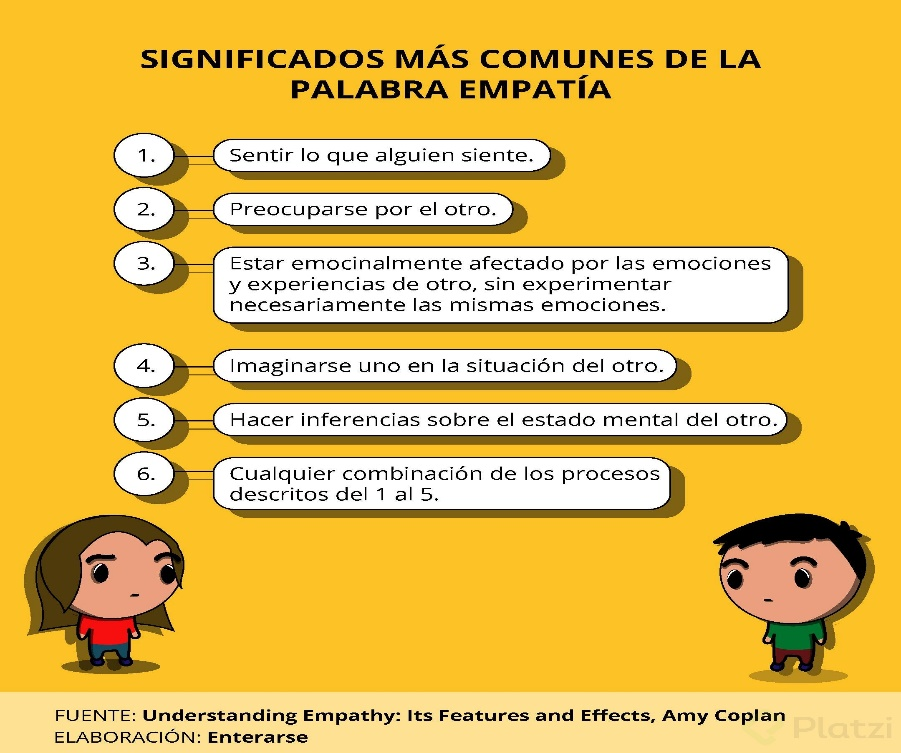 SIGNIFICADOS MÁS COMUNES DE LA
PALABRA EMPATÍA
1. Sentir lo que alguien siente.
2. Preocuparse por el otro.
3. Estar emocinalmente afectado por las emociones
y experiencias de otro, sin experimentar
necesariamente las mismas emociones.
4. Imaginarse uno en la situación del otro.
5. Hacer inferencias sobre el estado mental del otro.
6. Cualquier combinación de los procesos
descritos del 1 al 5.
FUENTE: Understanding Empathy: Its Features and Effects, Amy Coplan
ELABORACIÓN: Enterarse
Platzi